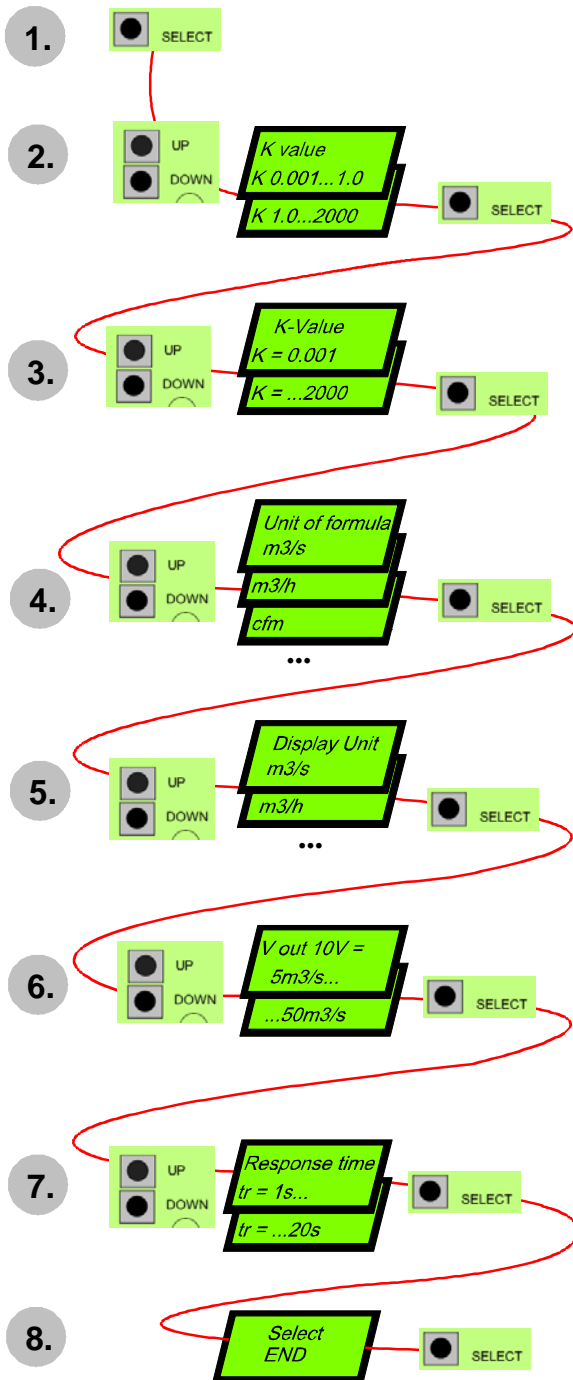 1.
SELECT
2.
UP
DOWN
K value
K 0.001...1.0
K 1.0...2000
SELECT
3.
UP
DOWN
K-Value
K = 0.001
K = ...2000
SELECT
4.
UP
DOWN
Unit of formula
m3/s
m3/h
cfm
...
SELECT
5.
UP
DOWN
Display Unit
m3/s
m3/h
...
SELECT
6.
UP
DOWN
V out 10V =
5m3/s...
...50m3/s
SELECT
7.
UP
DOWN
Response time
tr = 1s...
tr = ...20s
SELECT
8.
Select
END
SELECT